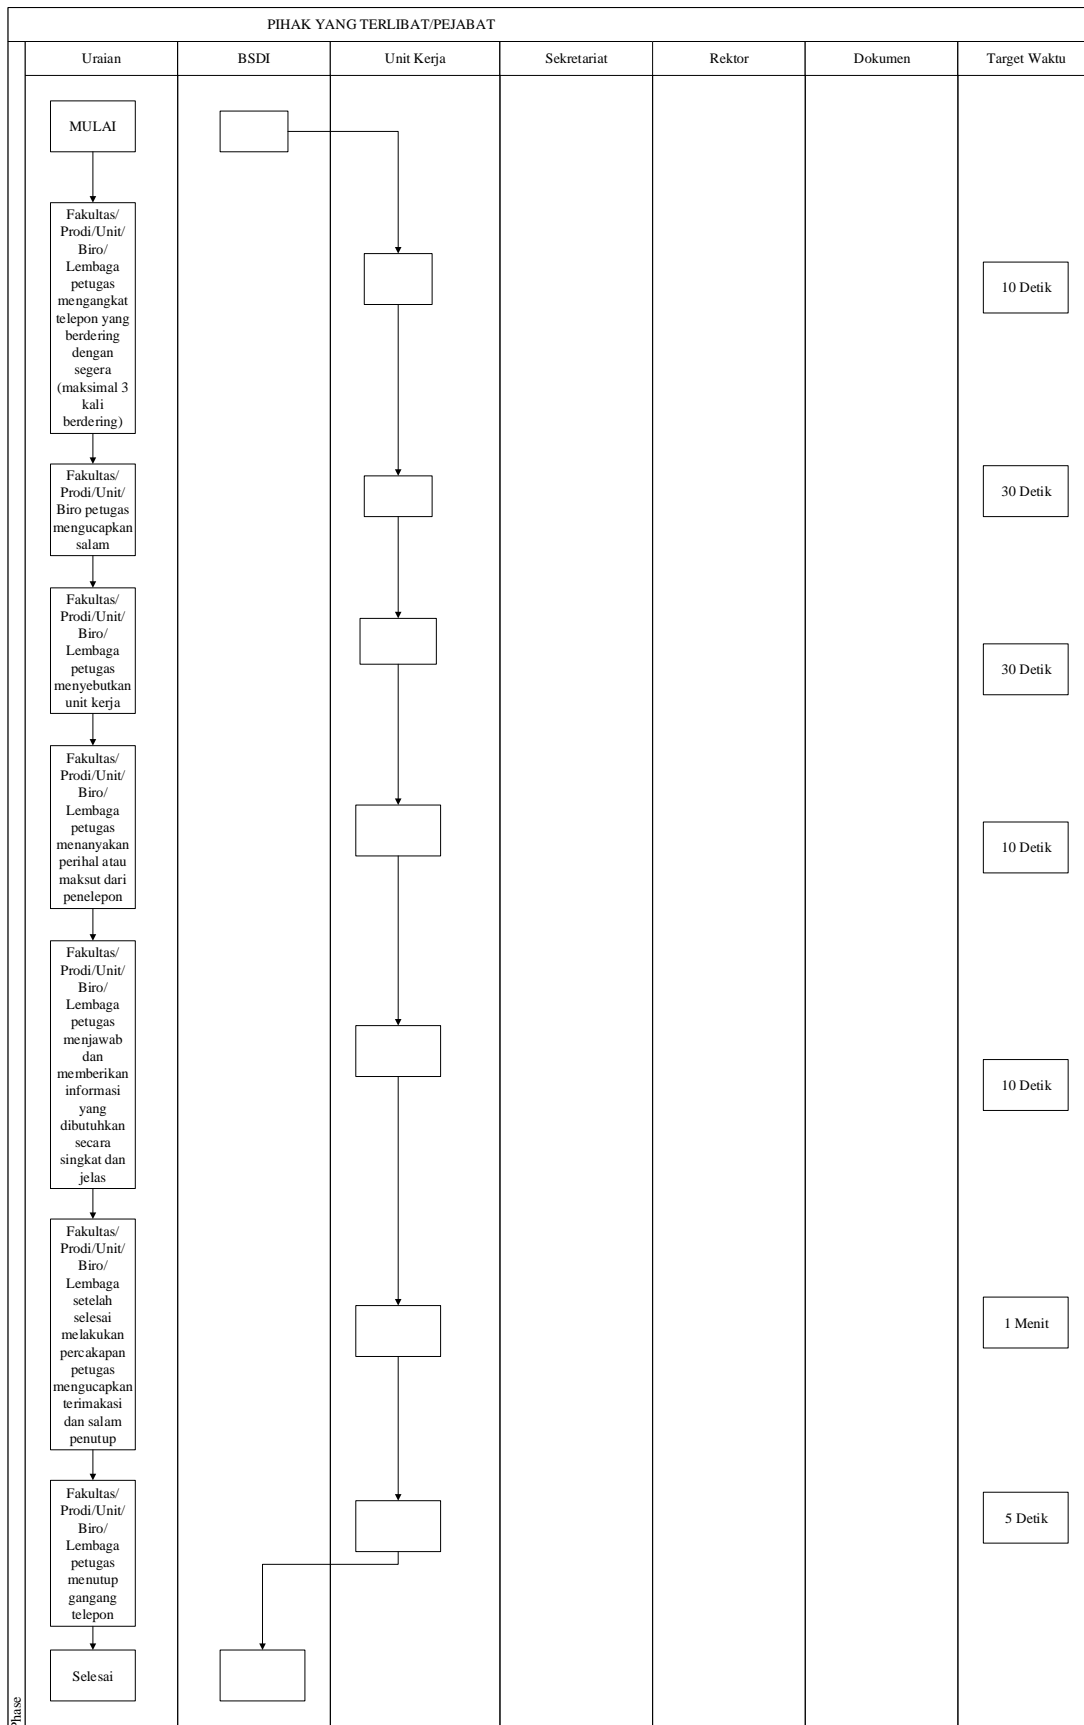 PIHAK YANG TERLIBAT/PEJABAT
Uraian
BSDI
Unit Kerja
Sekretariat
Rektor
Dokumen
Target Waktu
MULAI
Fakultas/
Prodi/Unit/
Biro/
Lembaga
petugas
mengangkat
telepon yang
berdering
dengan
segera
(maksimal 3
kali
berdering)
10 Detik
Fakultas/
Prodi/Unit/
Biro petugas
mengucapkan
salam
30 Detik
Fakultas/
Prodi/Unit/
Biro/
Lembaga
petugas
menyebutkan
unit kerja
30 Detik
Fakultas/
Prodi/Unit/
Biro/
Lembaga
petugas
menanyakan
perihal atau
maksut dari
penelepon
10 Detik
Fakultas/
Prodi/Unit/
Biro/
Lembaga
petugas
menjawab
dan
memberikan
informasi
yang
dibutuhkan
secara
singkat dan
jelas
10 Detik
Fakultas/
Prodi/Unit/
Biro/
Lembaga
setelah
selesai
melakukan
percakapan
petugas
mengucapkan
terimakasi
dan salam
penutup
1 Menit
Fakultas/
Prodi/Unit/
Biro/
Lembaga
petugas
menutup
gangang
telepon
5 Detik
Selesai
Phase